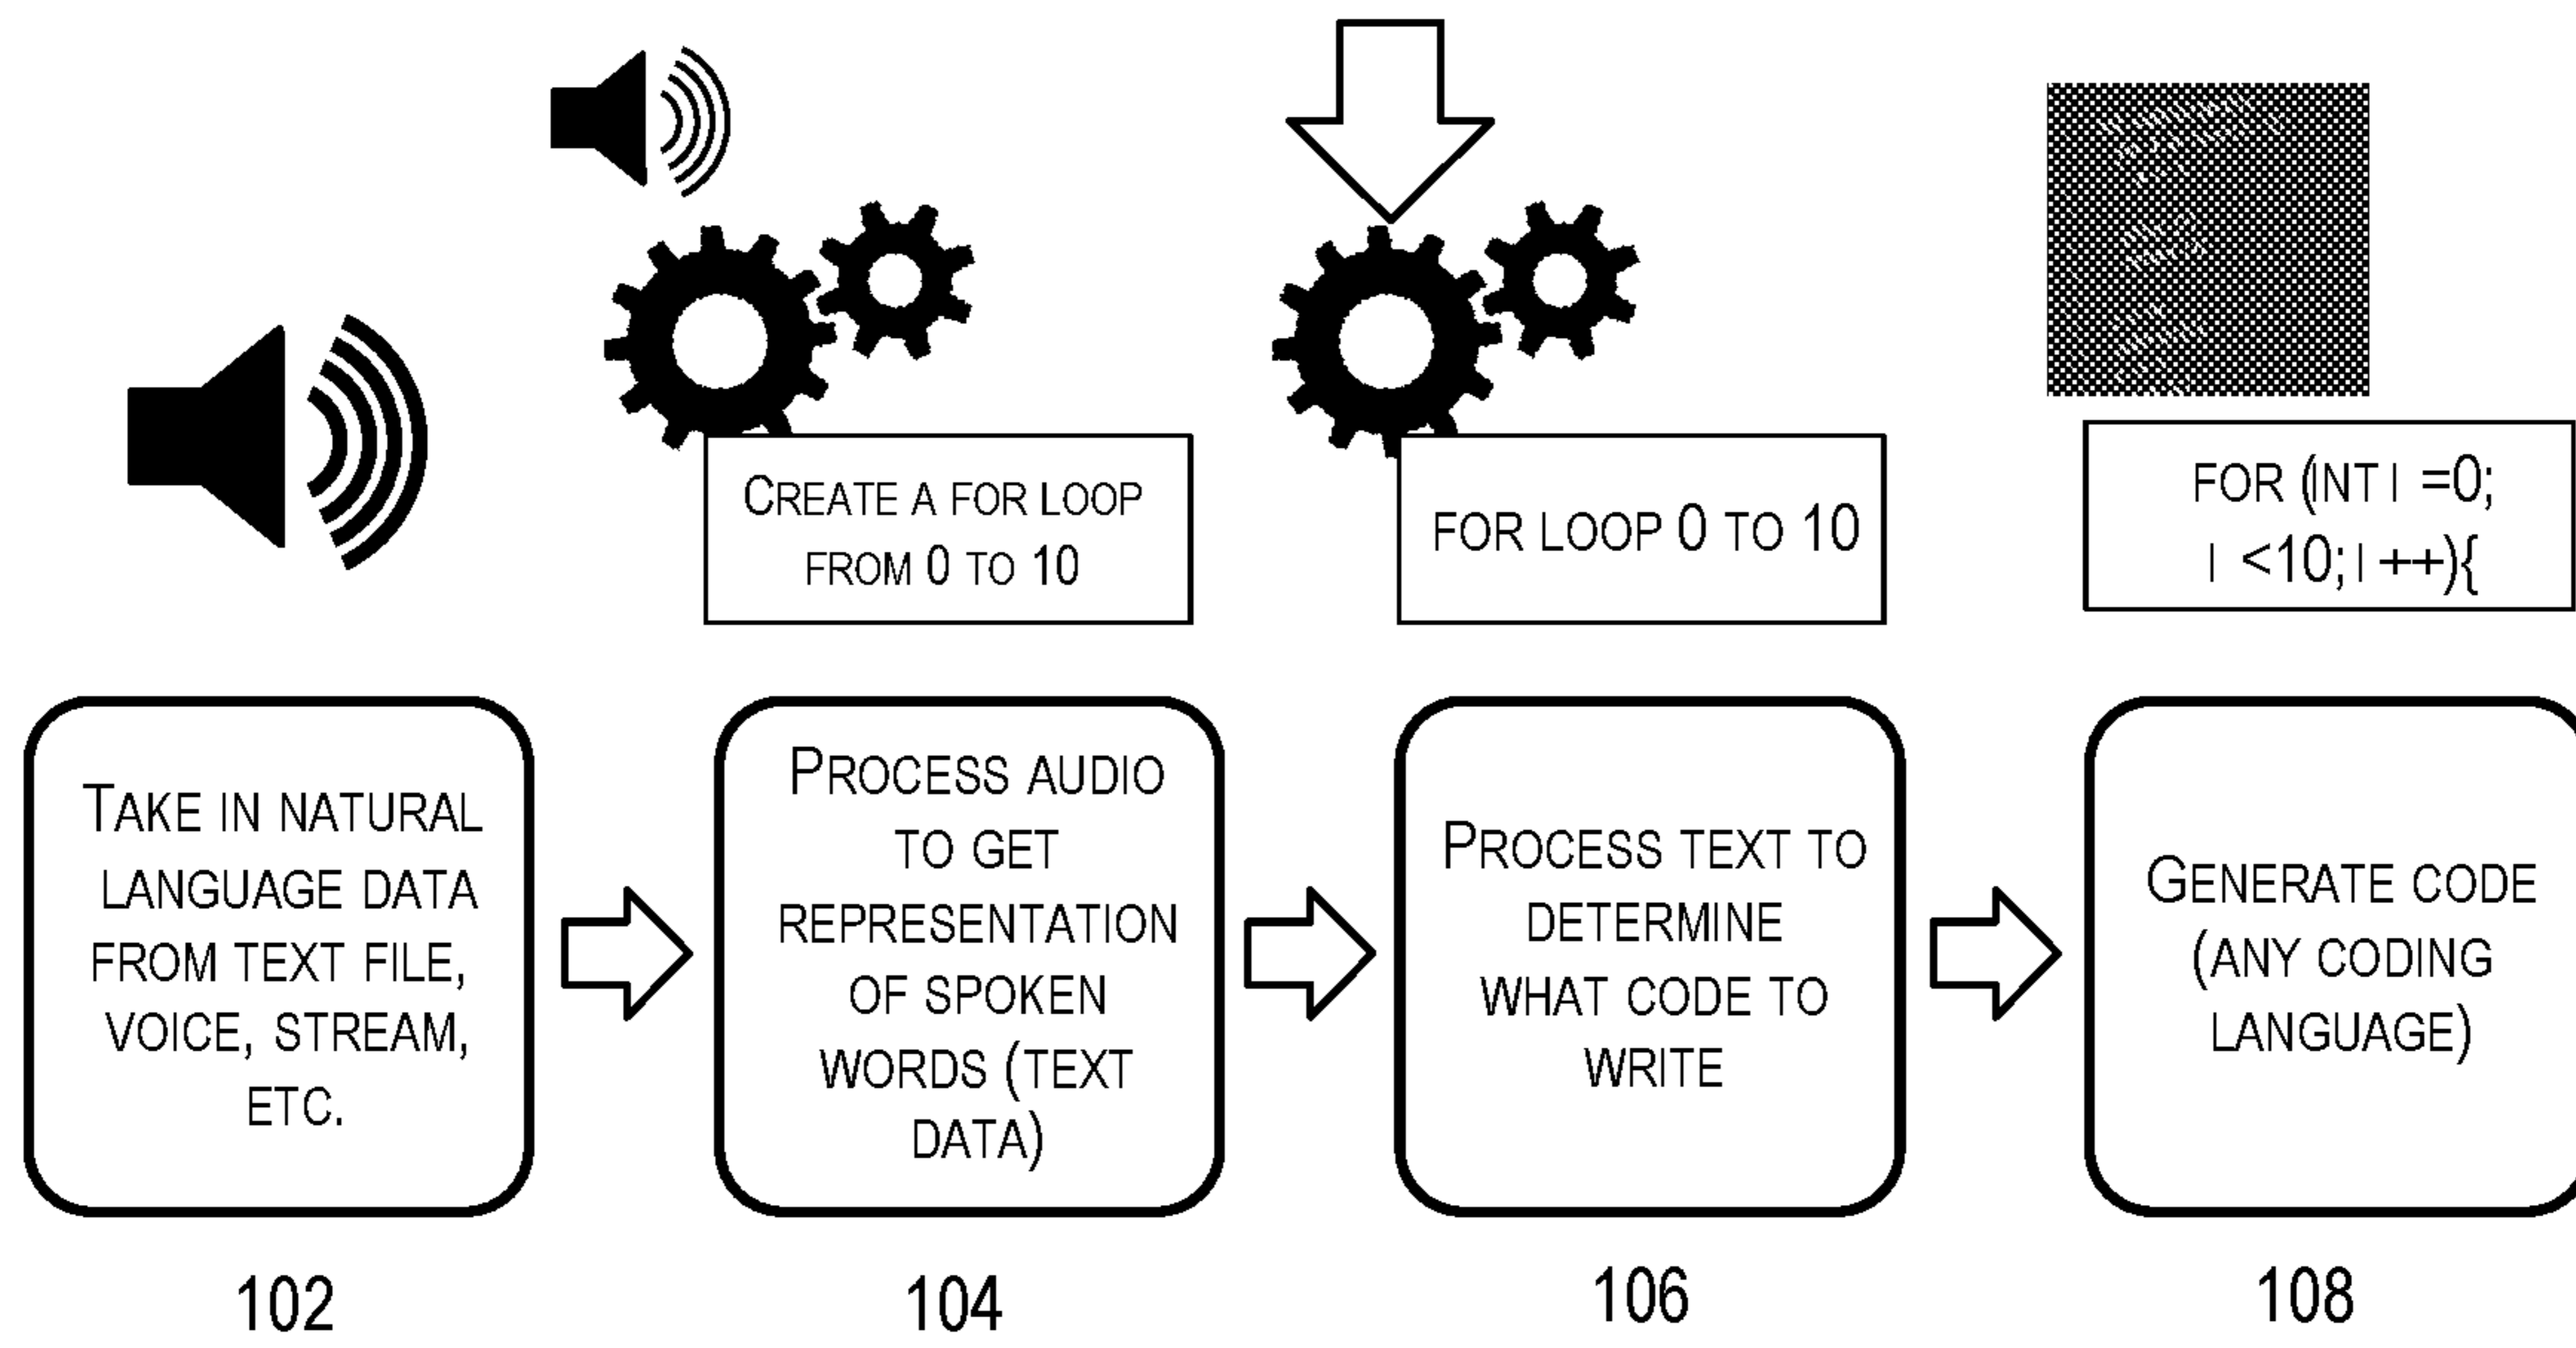 CREATE A FOR LOOP
FROM 0 TO 10
FOR LOOP 0 TO 10
FOR (INT I =0;
I <10; I ++){
TAKE IN NATURAL
LANGUAGE DATA
FROM TEXT FILE,
VOICE, STREAM,
ETC.
PROCESS AUDIO
TO GET
REPRESENTATION
OF SPOKEN
WORDS (TEXT
DATA)
PROCESS TEXT TO
DETERMINE
WHAT CODE TO
WRITE
GENERATE CODE
(ANY CODING
LANGUAGE)
102
104
106
108